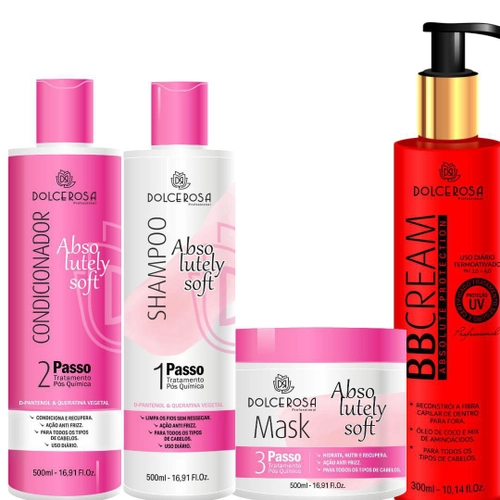 DOLCEROSA
Professional
CONDICIONADOR
Abso
lutely
soft
2 Passo
Tratamento
Pós Química
D-PANTENOL & QUERATINA VEGETAL
CONDICIONA E RECUPERA.
AÇÃO ANTI FRIZZ.
PARA TODOS OS TIPOS
DE CABELOS.
USO DIÁRIO.
500ml - 16,91 Fl.Oz.
DOLCEROSA
Professional
SHAMPOO
Abso
lutely
soft
1 Passo
Tratamento
Pós Química
D-PANTENOL & QUERATINA VEGETAL
LIMPA OS FIOS SEM RESSECAR.
AÇÃO ANTI FRIZZ.
PARA TODOS OS TIPOS
DE CABELOS.
USO DIÁRIO.
500ml - 16,91 Fl.Oz.
DOLCEROSA
Professional
Mask
Abso
lutely
soft
3 Passo
Tratamento
Pós Química
HIDRATA, NUTRI E RECUPERA.
AÇÃO ANTI FRIZZ.
PARA TODOS OS TIPOS DE CABELOS.
500ml - 16,91 Fl.Oz.
DOLCEROSA
Professional
BBCREAM
ABSOLUTE PROTECTION
USO DIÁRIO
TERMOATIVADO
PROTEÇÃO
UV
Professional
RECONSTRÓI A FIBRA
CAPILAR DE DENTRO
PARA FORA.
ÓLEO DE COCO E MIX
DE AMINOÁCIDOS.
PARA TODOS OS TIPOS
DE CABELOS.
300ml - 10,14 Fl.Oz.